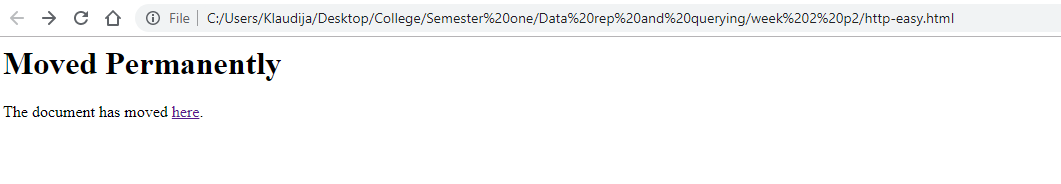 File C:/Users/Klaudija/Desktop/College/Semester%20one/Data%20rep%20and%20querying/week%202%20p2/http-easy.html
Moved Permanently
The document has moved here.